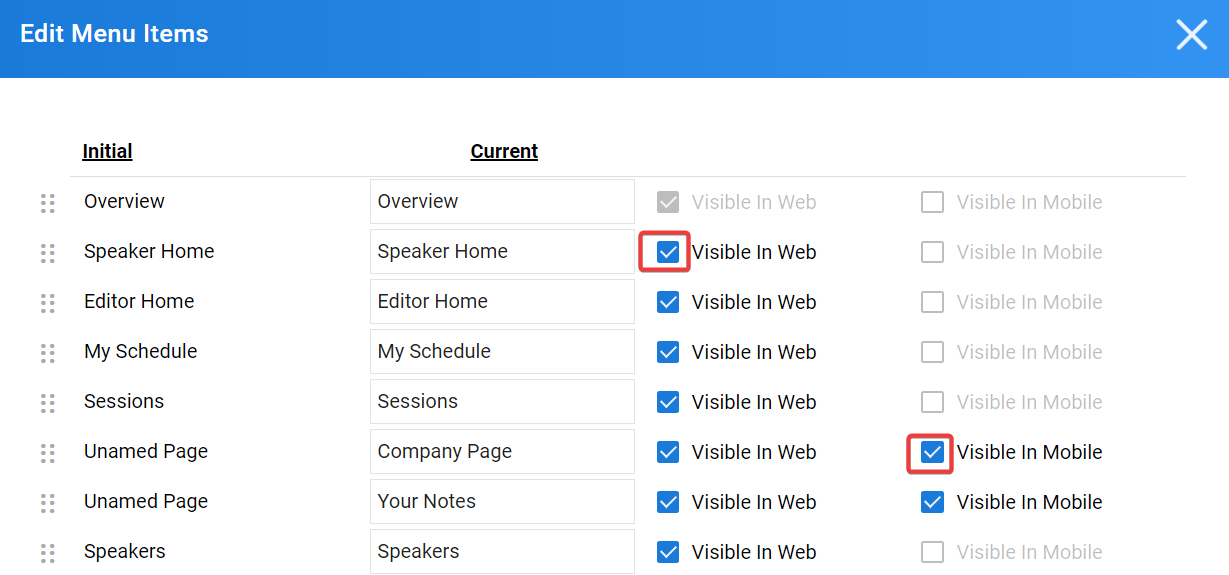 Edit Menu Items
Initial Current
Overview Overview Visible In Web Visible In Mobile
Speaker Home Speaker Home Visible In Web Visible In Mobile
Editor Home Editor Home Visible In Web Visible In Mobile
My Schedule My Schedule Visible In Web Visible In Mobile
Sessions Sessions Visible In Web Visible In Mobile
Unamed Page Company Page Visible In Web Visible In Mobile
Unamed Page Your Notes Visible In Web Visible In Mobile
Speakers Speakers Visible In Web Visible In Mobile